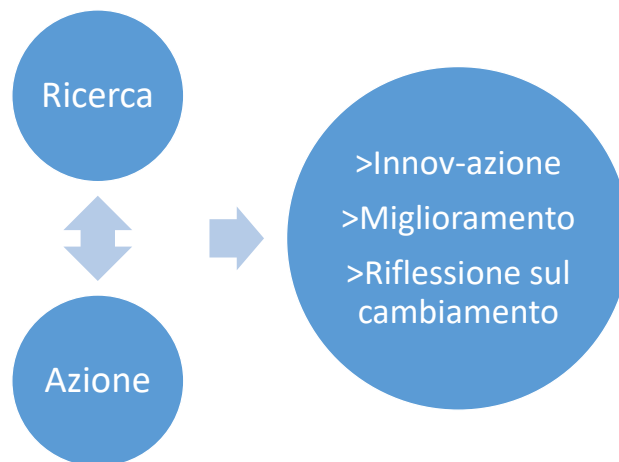 Ricerca
Azione
>Innov-azione
>Miglioramento
>Riflessione sul
cambiamento